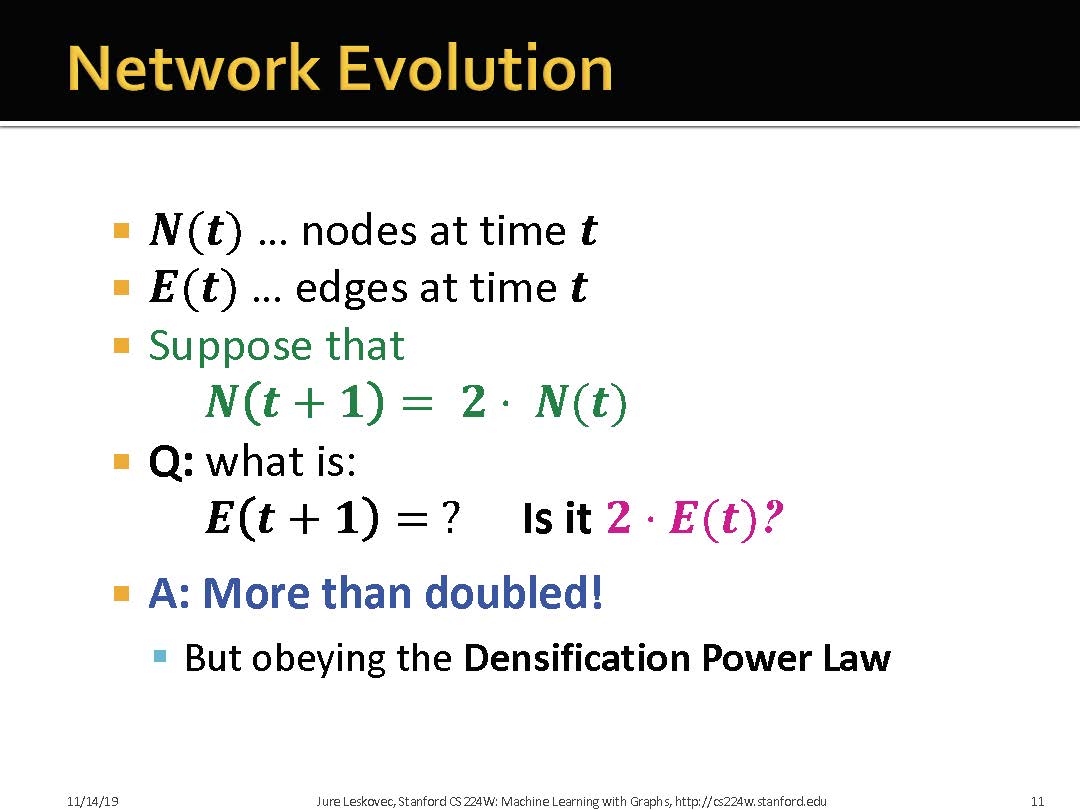 Network Evolution
N(t) … nodes at time t
E(t) … edges at time t
Suppose that
N(t + 1) = 2 · N(t)
Q: what is:
E(t + 1) = ? Is it 2 · E(t)?
A: More than doubled!
But obeying the Densification Power Law
11/14/19 Jure Leskovec, Stanford CS224W: Machine Learning with Graphs, http://cs224w.stanford.edu 11